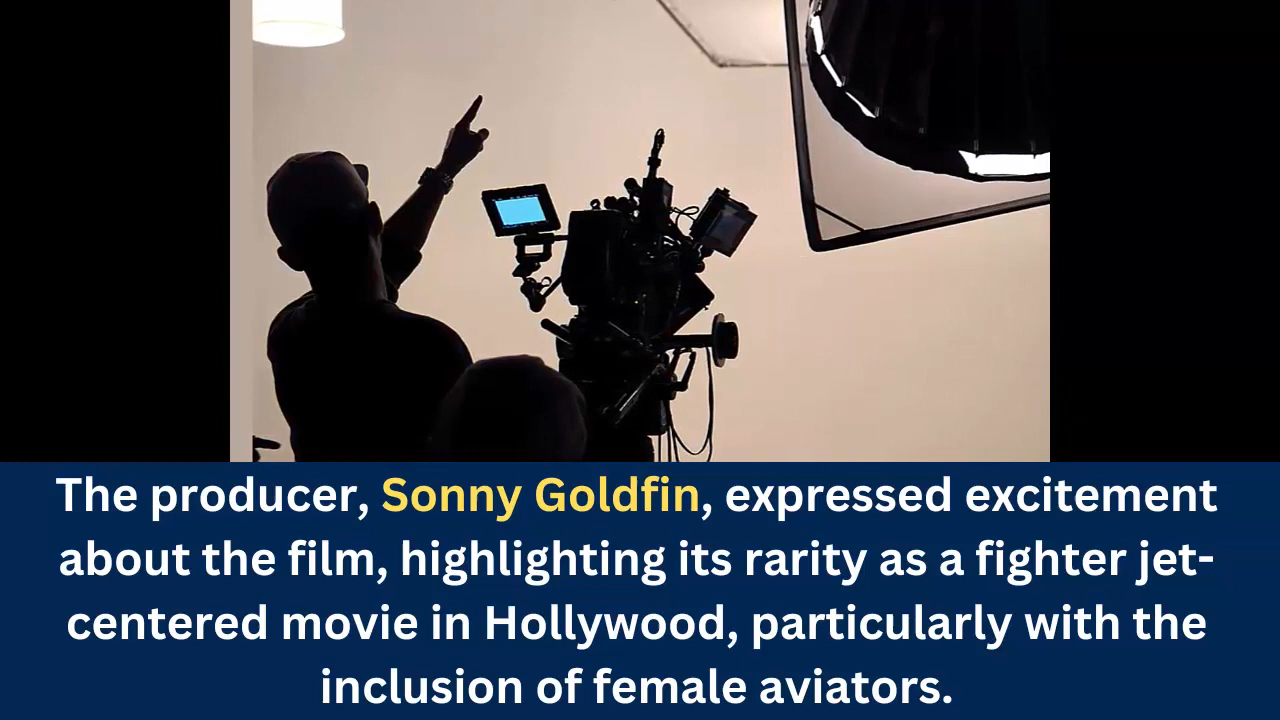 The producer, Sonny Goldfin, expressed excitement
about the film, highlighting its rarity as a fighter jet-
centered movie in Hollywood, particularly with the
inclusion of female aviators.